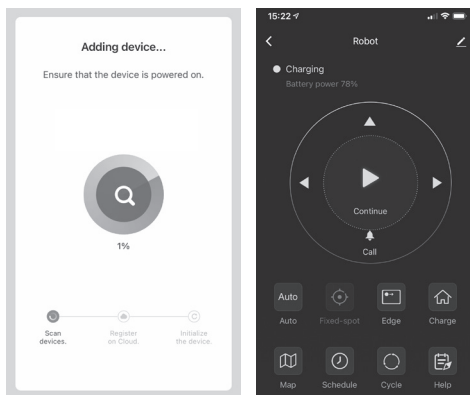 Adding device...
Ensure that the device is powered on.
1%
Scan
devices.
Register
on Cloud.
Initialize
the device.
15:22
Robot
Charging
Battery power 78%
Continue
Call
Auto
Auto
Fixed-spot
Edge
Charge
Map
Schedule
Cycle
Help